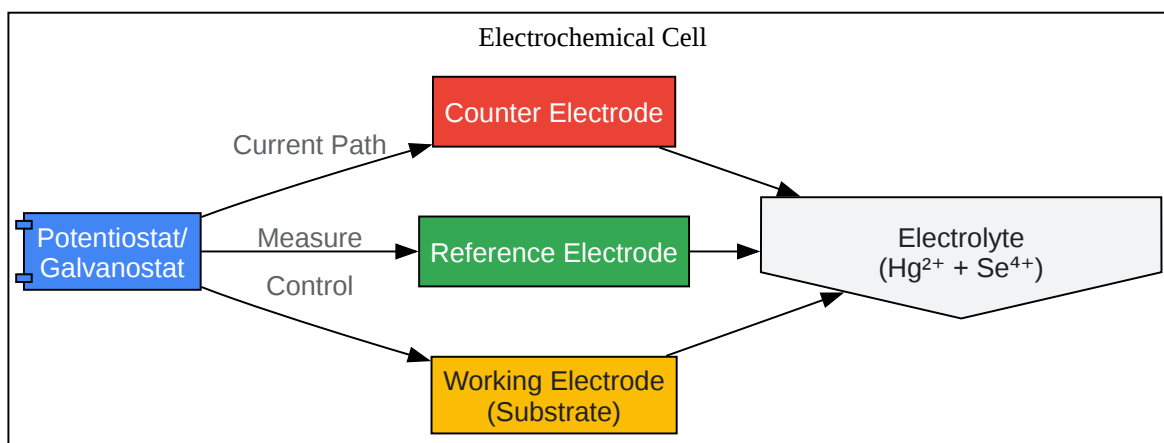 Electrochemical Cell
Counter Electrode
Current Path
Potentiostat/
Galvanostat
Measure
Reference Electrode
Electrolyte
(Hg²⁺ + Se⁴⁺)
Control
Working Electrode
(Substrate)